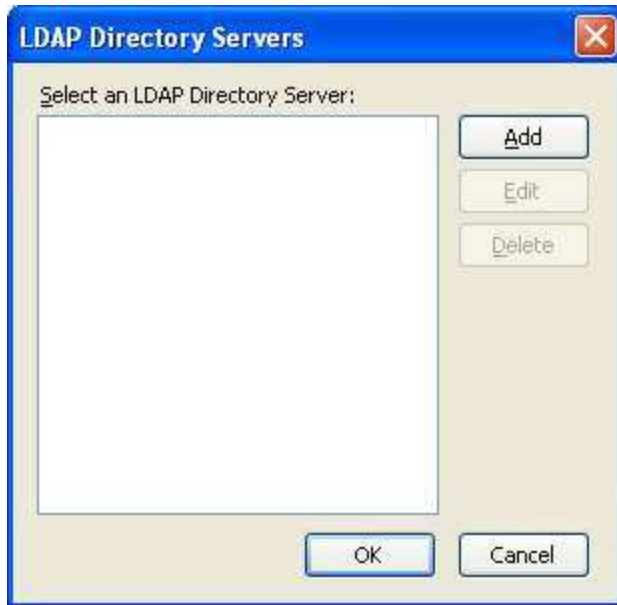 LDAP Directory Servers
Select an LDAP Directory Server:
Add
Edit
Delete
OK
Cancel